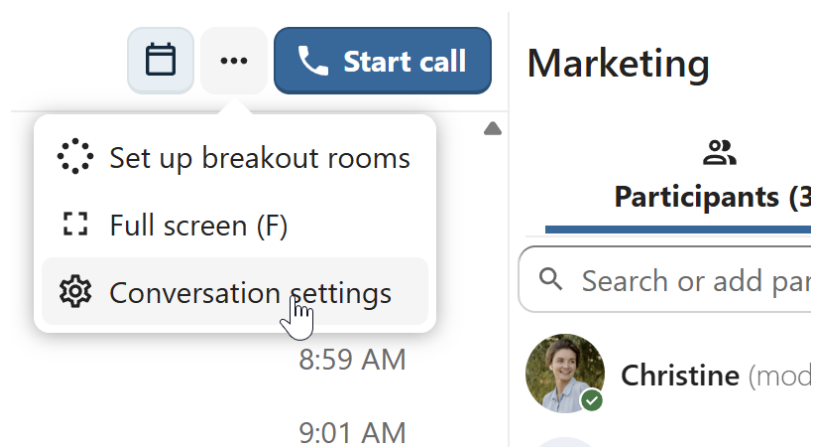 Start call
Set up breakout rooms
Full screen (F)
Conversation settings
8:59 AM
9:01 AM
Marketing
Participants (3
Search or add par
Christine (mod